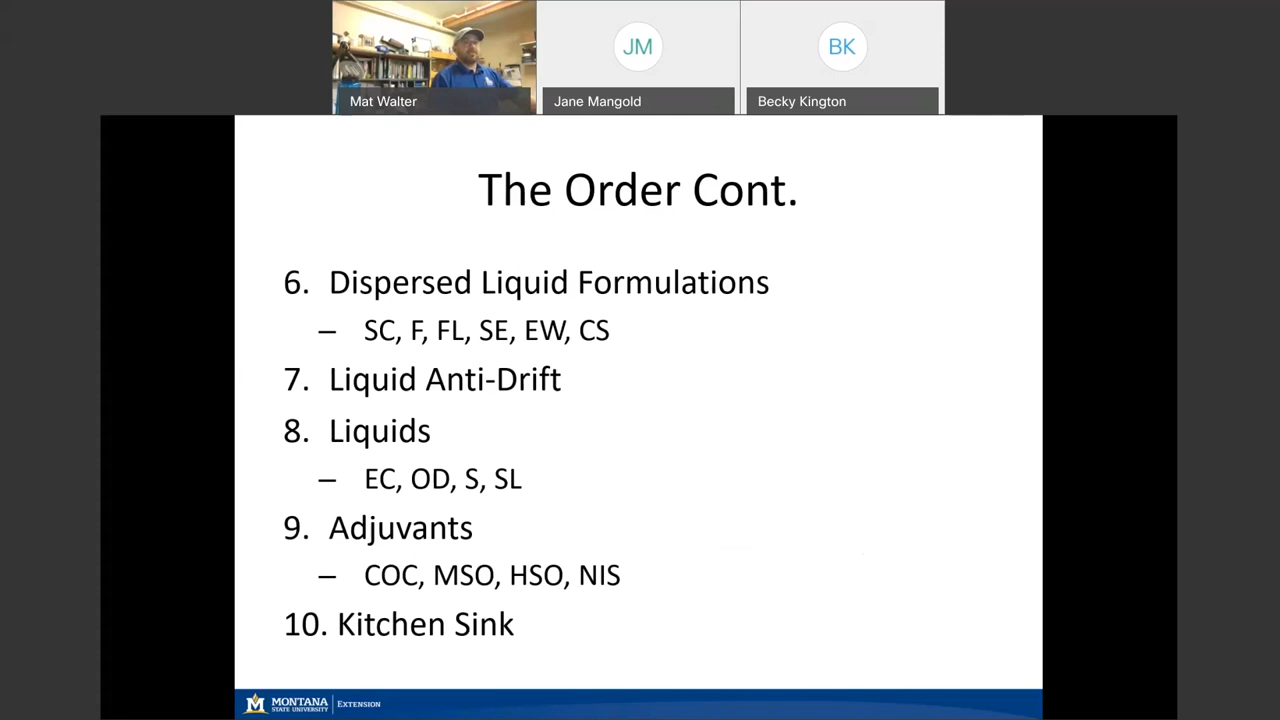 JM
BK
Mat Walter
Jane Mangold
Becky Kington
The Order Cont.
6. Dispersed Liquid Formulations
– SC, F, FL, SE, EW, CS
7. Liquid Anti-Drift
8. Liquids
– EC, OD, S, SL
9. Adjuvants
– COC, MSO, HSO, NIS
10. Kitchen Sink
M
MONTANA
STATE UNIVERSITY
EXTENSION